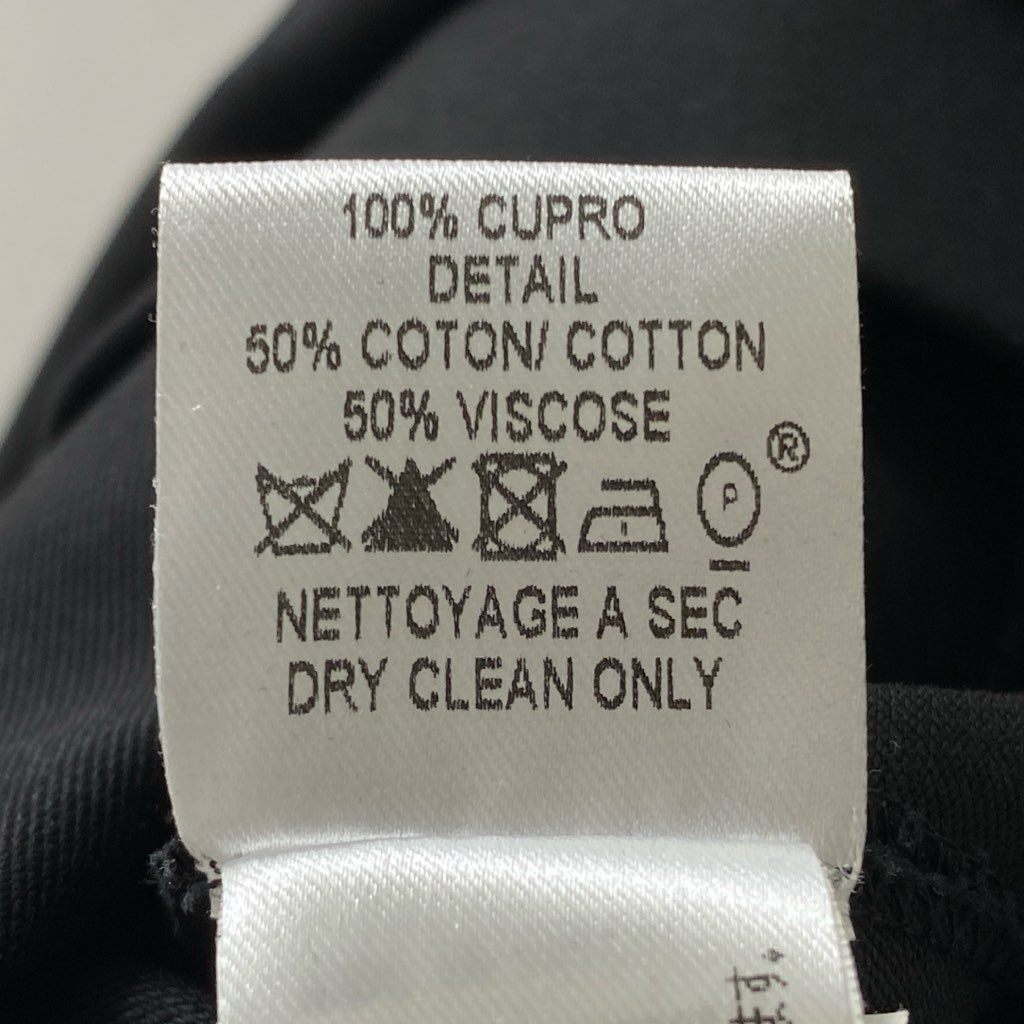 100% CUPRO
DETAIL
50% COTON/ COTTON
50% VISCOSE
P ®
NETTOYAGE A SEC
DRY CLEAN ONLY